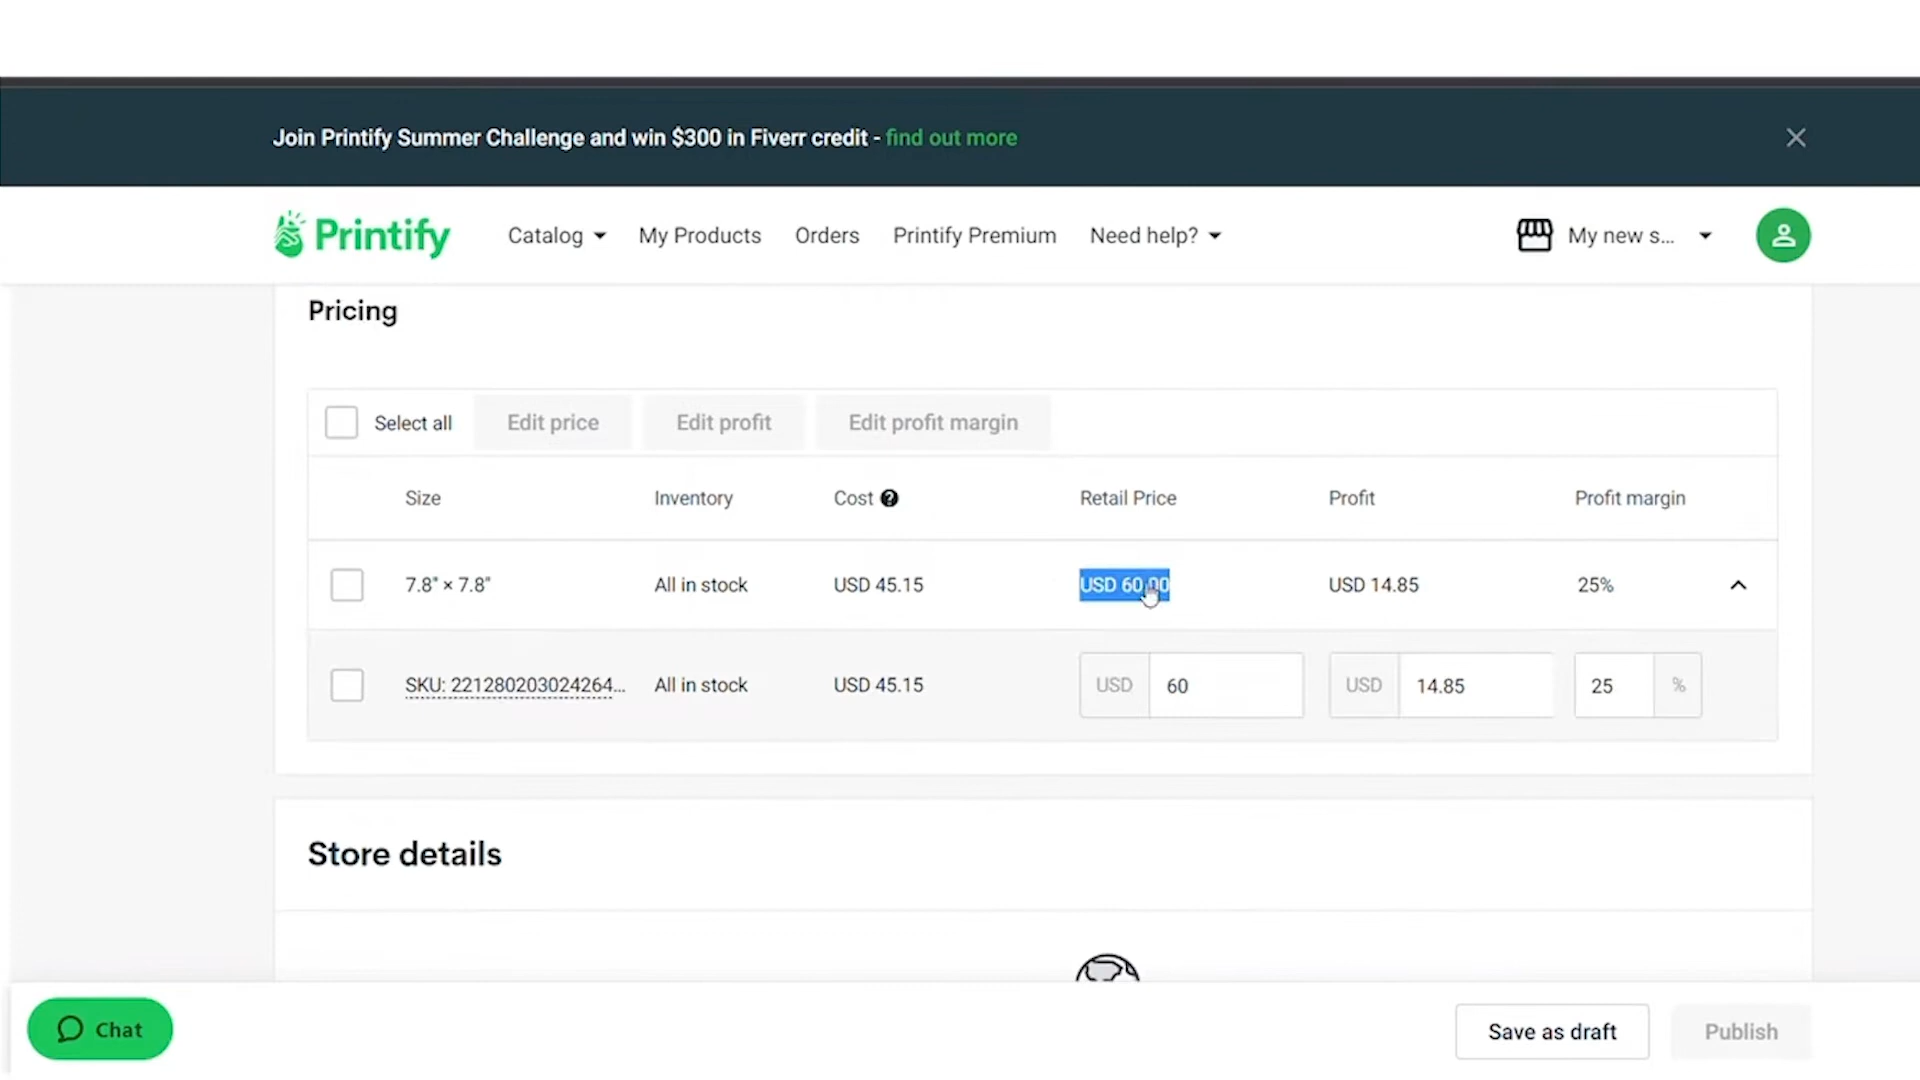 Join Printify Summer Challenge and win $300 in Fiverr credit - find out more
Printify Catalog My Products Orders Printify Premium Need help? My new s...
Pricing
Select all Edit price Edit profit Edit profit margin
Size Inventory Cost ? Retail Price Profit Profit margin
7.8" × 7.8" All in stock USD 45.15 USD 60.00 USD 14.85 25%
SKU: 221280203024264... All in stock USD 45.15 USD 60 USD 14.85 25 %
Store details
Chat Save as draft Publish